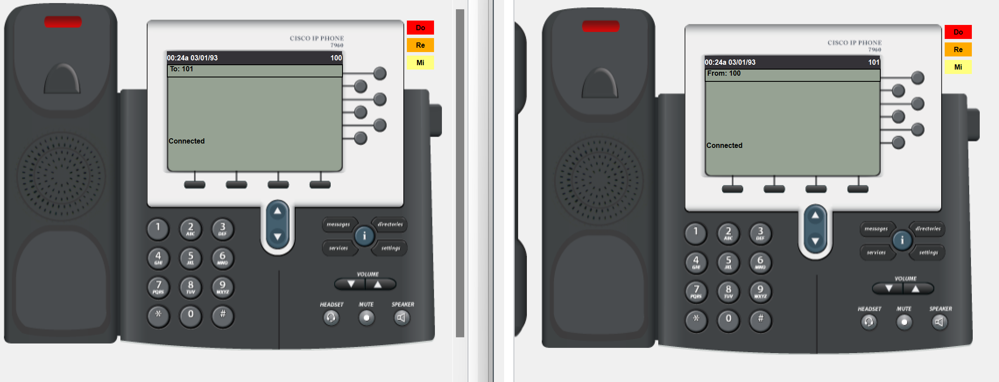 CISCO IP PHONE
7960
Do
Re
Mi
00:24a 03/01/93 100
To: 101
Connected
1
2 ABC
3 DEF
4 GHI
5 JKL
6 MNO
7 PQRS
8 TUV
9 WXYZ
*
0
#
messages
directories
i
services
settings
VOLUME
HEADSET
MUTE
SPEAKER
CISCO IP PHONE
7960
Do
Re
Mi
00:24a 03/01/93 101
From: 100
Connected
1
2 ABC
3 DEF
4 GHI
5 JKL
6 MNO
7 PQRS
8 TUV
9 WXYZ
*
0
#
messages
directories
i
services
settings
VOLUME
HEADSET
MUTE
SPEAKER